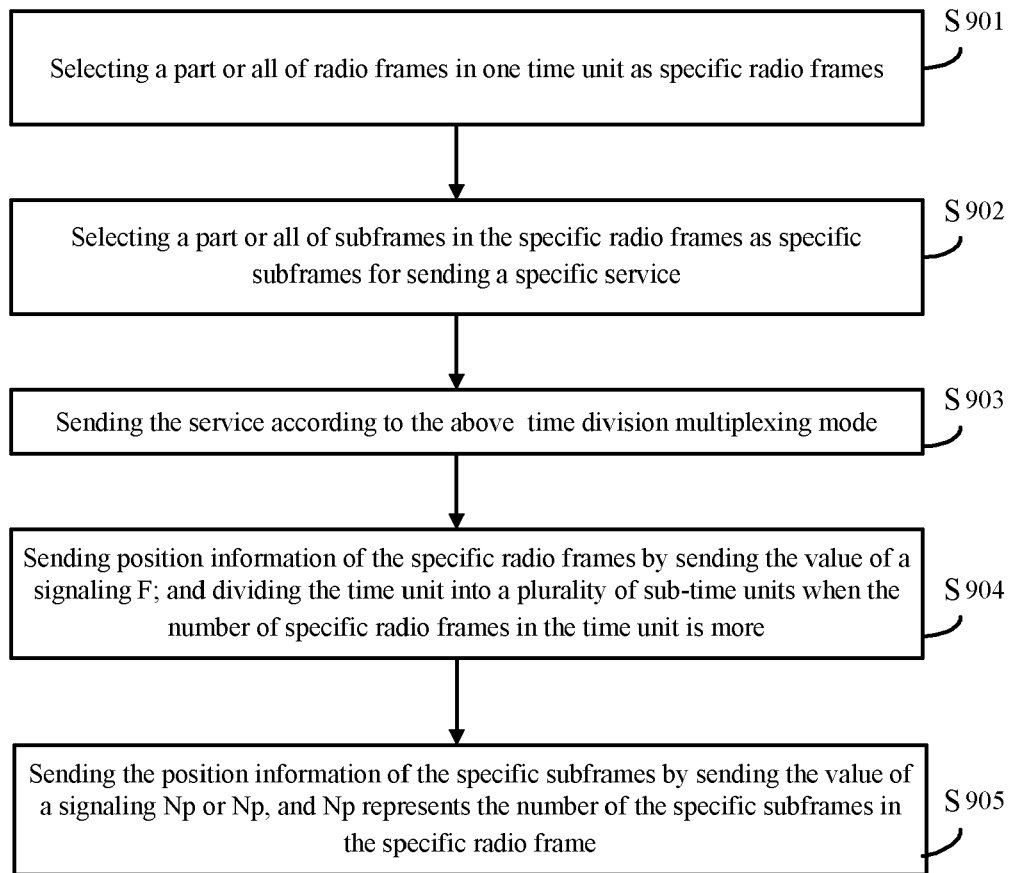 S901
Selecting a part or all of radio frames in one time unit as specific radio frames
S902
Selecting a part or all of subframes in the specific radio frames as specific
subframes for sending a specific service
S903
Sending the service according to the above time division multiplexing mode
Sending position information of the specific radio frames by sending the value of a
signaling F; and dividing the time unit into a plurality of sub-time units when the
number of specific radio frames in the time unit is more
S904
Sending the position information of the specific subframes by sending the value of
a signaling Np or Np, and Np represents the number of the specific subframes in
the specific radio frame
S905